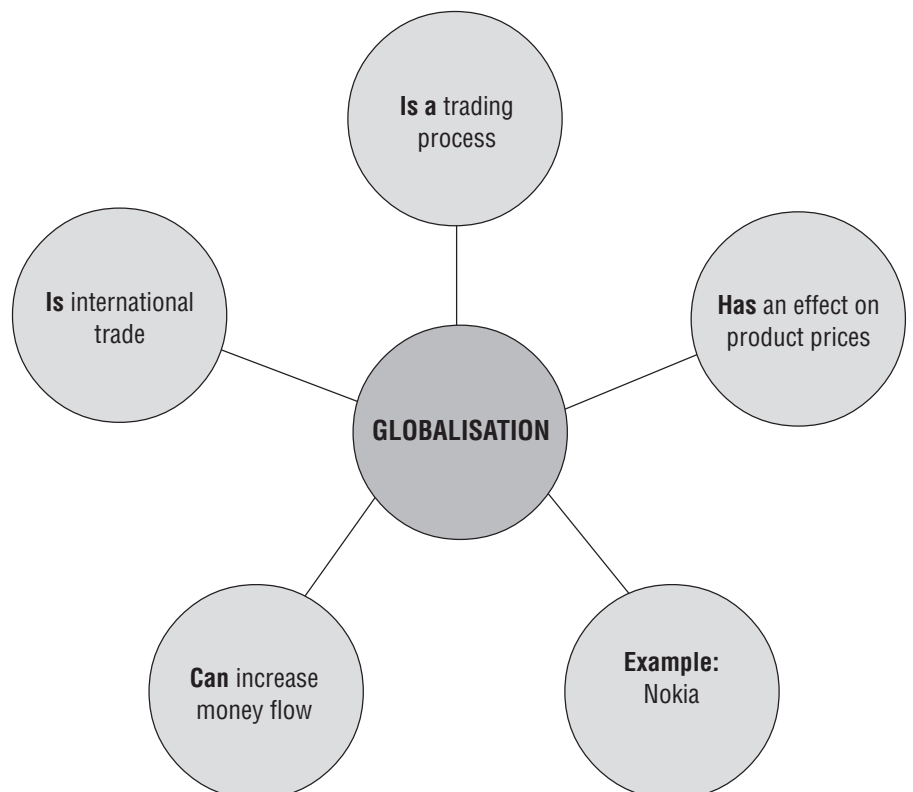 Is a trading
process
Is international
trade
Has an effect on
product prices
GLOBALISATION
Can increase
money flow
Example:
Nokia